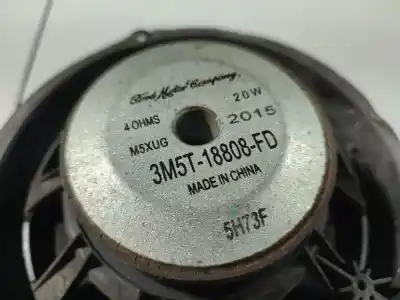 Ford Motor Company
4 OHMS 20W
M5XUG 2015
3M5T-18808-FD
MADE IN CHINA
5H73F